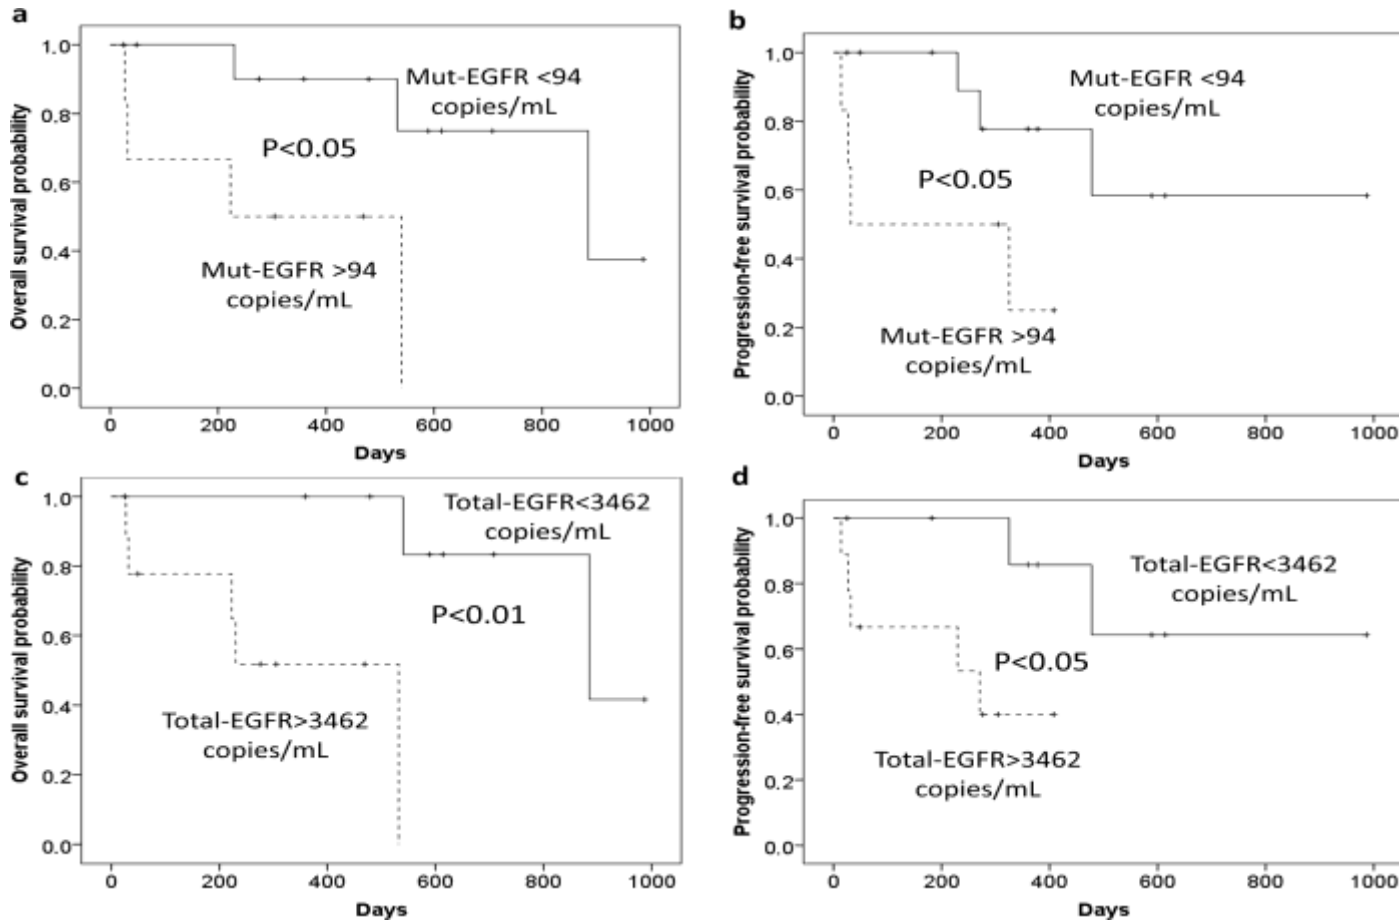 a
Overall survival probability
1.0
0.8
0.6
0.4
0.2
0.0
Mut-EGFR <94
copies/mL
P<0.05
Mut-EGFR >94
copies/mL
0 200 400 600 800 1000
Days
b
Progression-free survival probability
1.0
0.8
0.6
0.4
0.2
0.0
Mut-EGFR <94
copies/mL
P<0.05
Mut-EGFR >94
copies/mL
0 200 400 600 800 1000
Days
c
Overall survival probability
1.0
0.8
0.6
0.4
0.2
0.0
Total-EGFR<3462
copies/mL
P<0.01
Total-EGFR>3462
copies/mL
0 200 400 600 800 1000
Days
d
Progression-free survival probability
1.0
0.8
0.6
0.4
0.2
0.0
Total-EGFR<3462
copies/mL
P<0.05
Total-EGFR>3462
copies/mL
0 200 400 600 800 1000
Days